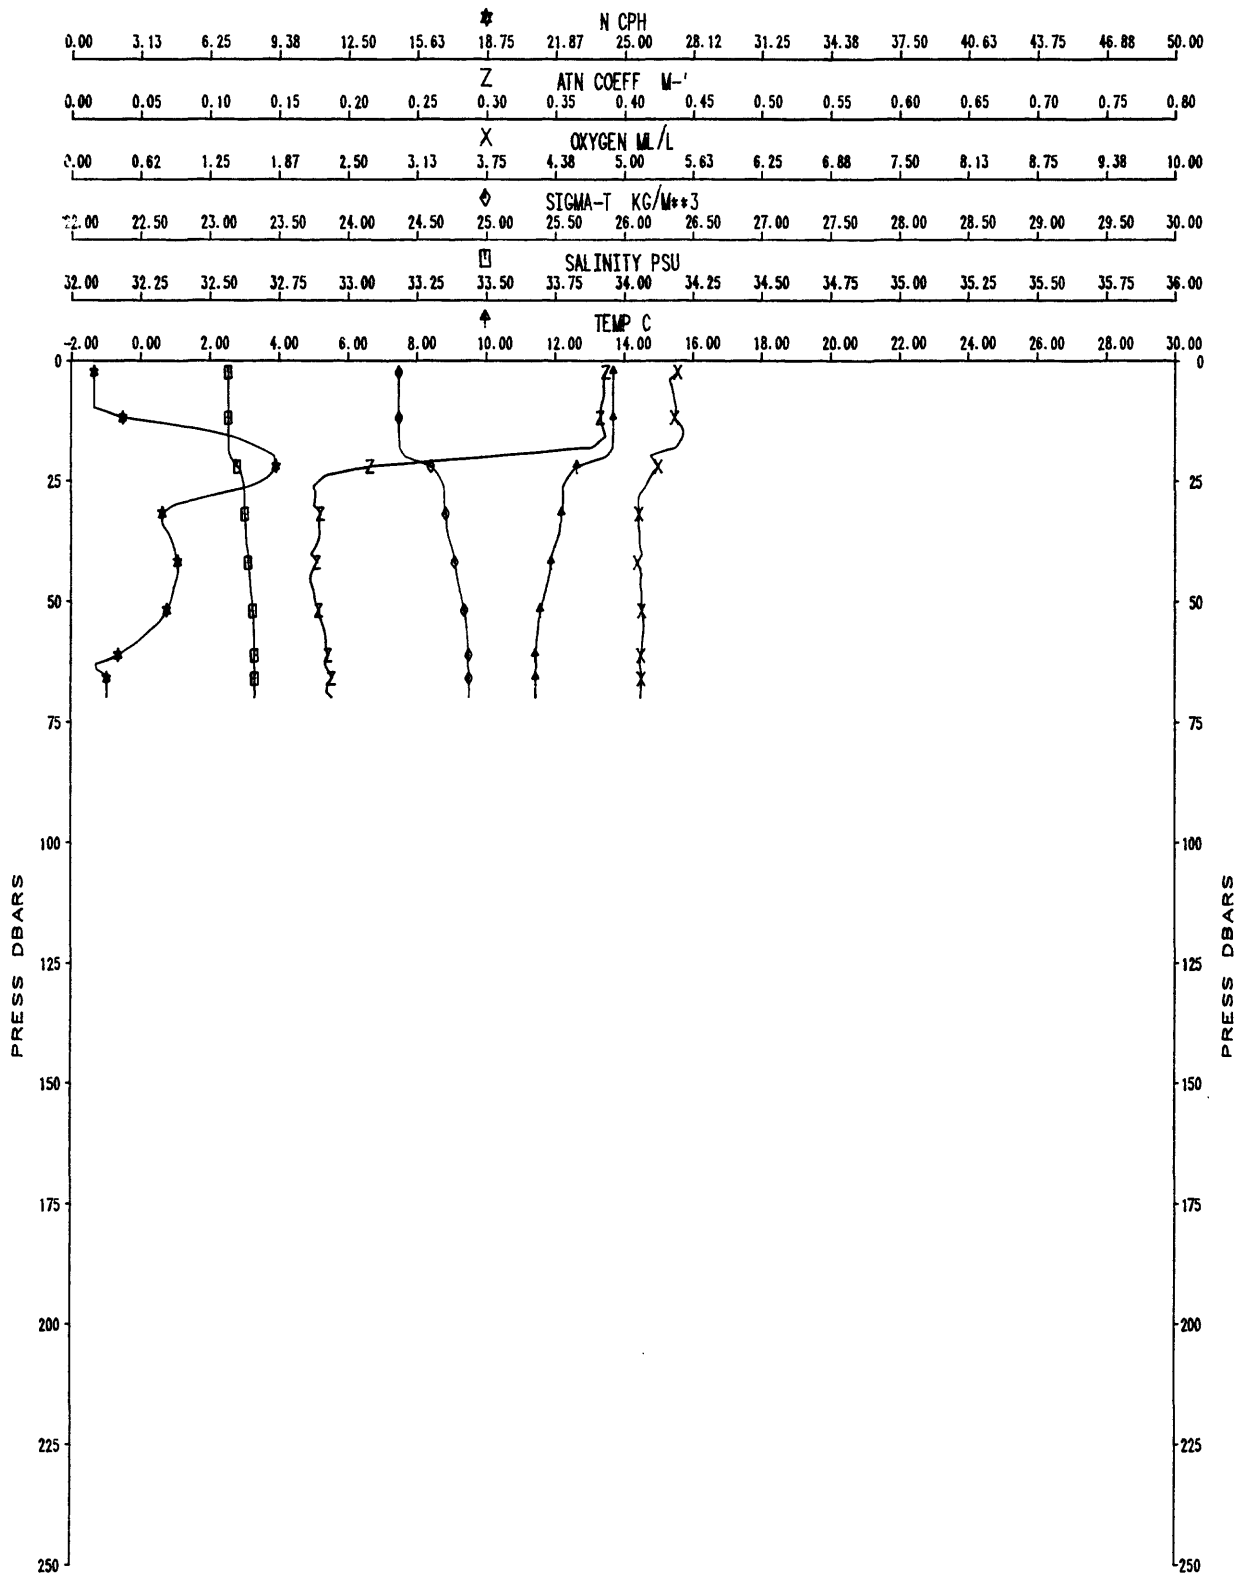 N CPH
0.00 3.13 6.25 9.38 12.50 15.63 18.75 21.87 25.00 28.12 31.25 34.38 37.50 40.63 43.75 46.88 50.00
Z ATN COEFF M-'
0.00 0.05 0.10 0.15 0.20 0.25 0.30 0.35 0.40 0.45 0.50 0.55 0.60 0.65 0.70 0.75 0.80
X OXYGEN ML/L
0.00 0.62 1.25 1.87 2.50 3.13 3.75 4.38 5.00 5.63 6.25 6.88 7.50 8.13 8.75 9.38 10.00
SIGMA-T KG/M**3
22.00 22.50 23.00 23.50 24.00 24.50 25.00 25.50 26.00 26.50 27.00 27.50 28.00 28.50 29.00 29.50 30.00
SALINITY PSU
32.00 32.25 32.50 32.75 33.00 33.25 33.50 33.75 34.00 34.25 34.50 34.75 35.00 35.25 35.50 35.75 36.00
TEMP C
-2.00 0.00 2.00 4.00 6.00 8.00 10.00 12.00 14.00 16.00 18.00 20.00 22.00 24.00 26.00 28.00 30.00
0 0
25 25
50 50
75 75
100 100
125 125
150 150
175 175
200 200
225 225
250 250
PRESS DBARS
PRESS DBARS